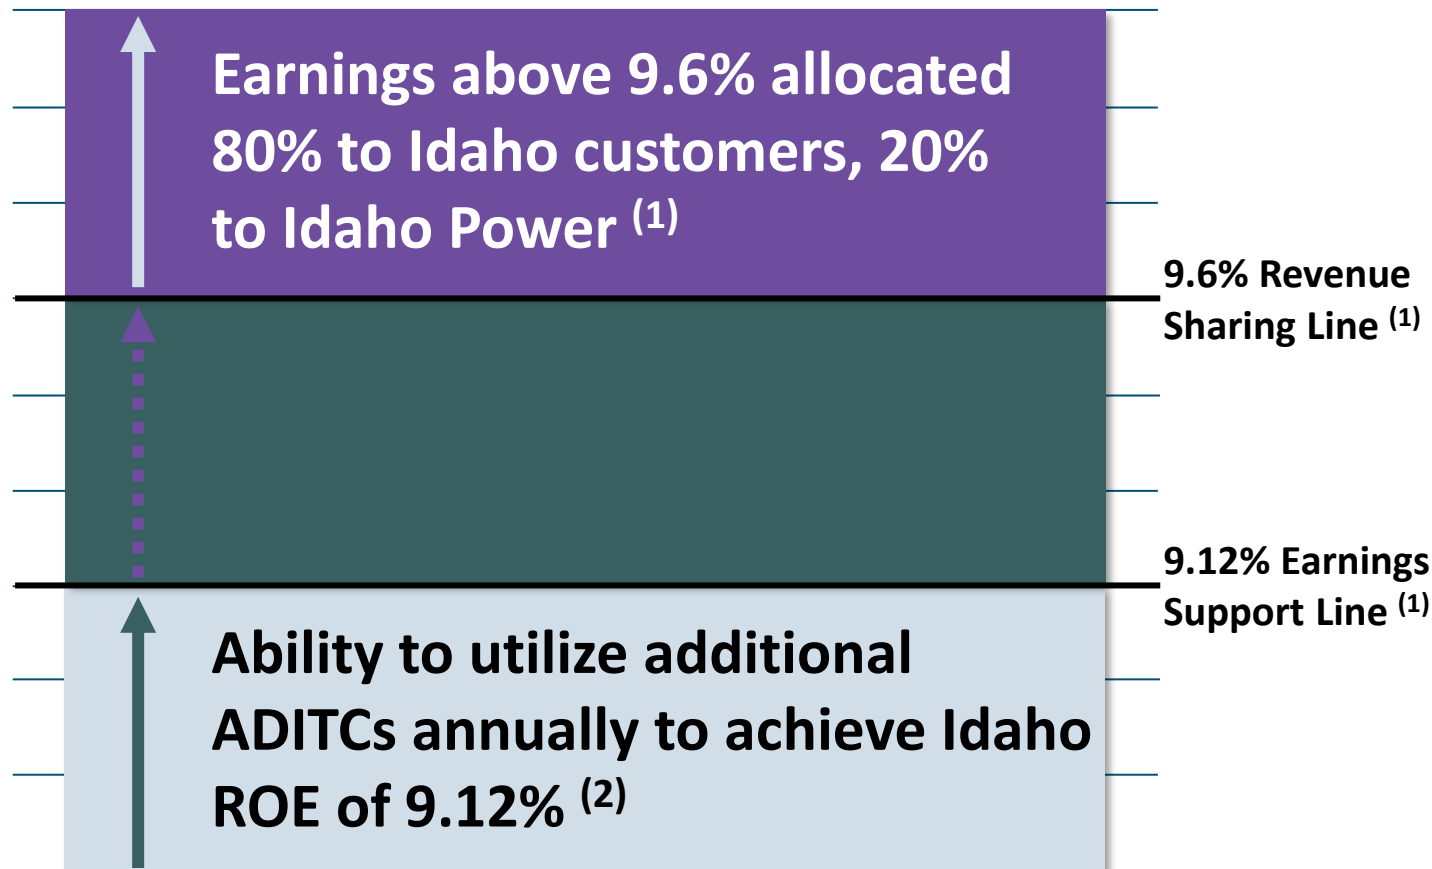 Earnings above 9.6% allocated
80% to Idaho customers, 20%
to Idaho Power (1)
9.6% Revenue
Sharing Line (1)
9.12% Earnings
Support Line (1)
Ability to utilize additional
ADITCs annually to achieve Idaho
ROE of 9.12% (2)